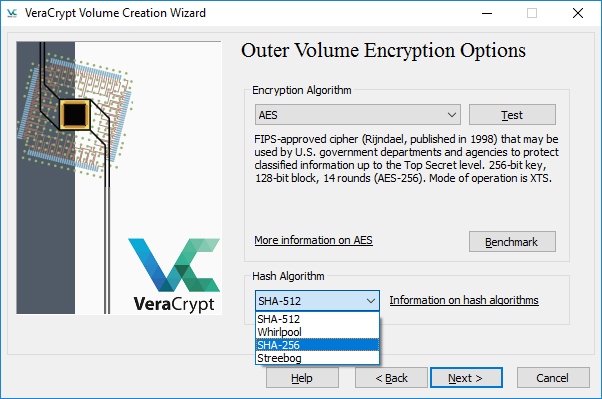 VeraCrypt Volume Creation Wizard
Outer Volume Encryption Options
Encryption Algorithm
AES
Test
FIPS-approved cipher (Rijndael, published in 1998) that may be
used by U.S. government departments and agencies to protect
classified information up to the Top Secret level. 256-bit key,
128-bit block, 14 rounds (AES-256). Mode of operation is XTS.
More information on AES
Benchmark
Hash Algorithm
SHA-512
Information on hash algorithms
SHA-512
Whirlpool
SHA-256
Streebog
VeraCrypt
Help
< Back
Next >
Cancel